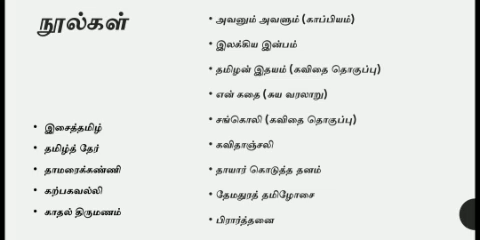 நூல்கள்
• இசைத்தமிழ்
• தமிழ்த் தேர்
• தாமரைக்கண்ணி
• கற்பகவல்லி
• காதல் திருமணம்
• அவனும் அவளும் (காப்பியம்)
• இலக்கிய இன்பம்
• தமிழன் இதயம் (கவிதை தொகுப்பு)
• என் கதை (சுய வரலாறு)
• சங்கொலி (கவிதை தொகுப்பு)
• கவிதாஞ்சலி
• தாயார் கொடுத்த தனம்
• தேமதுரத் தமிழோசை
• பிரார்த்தனை